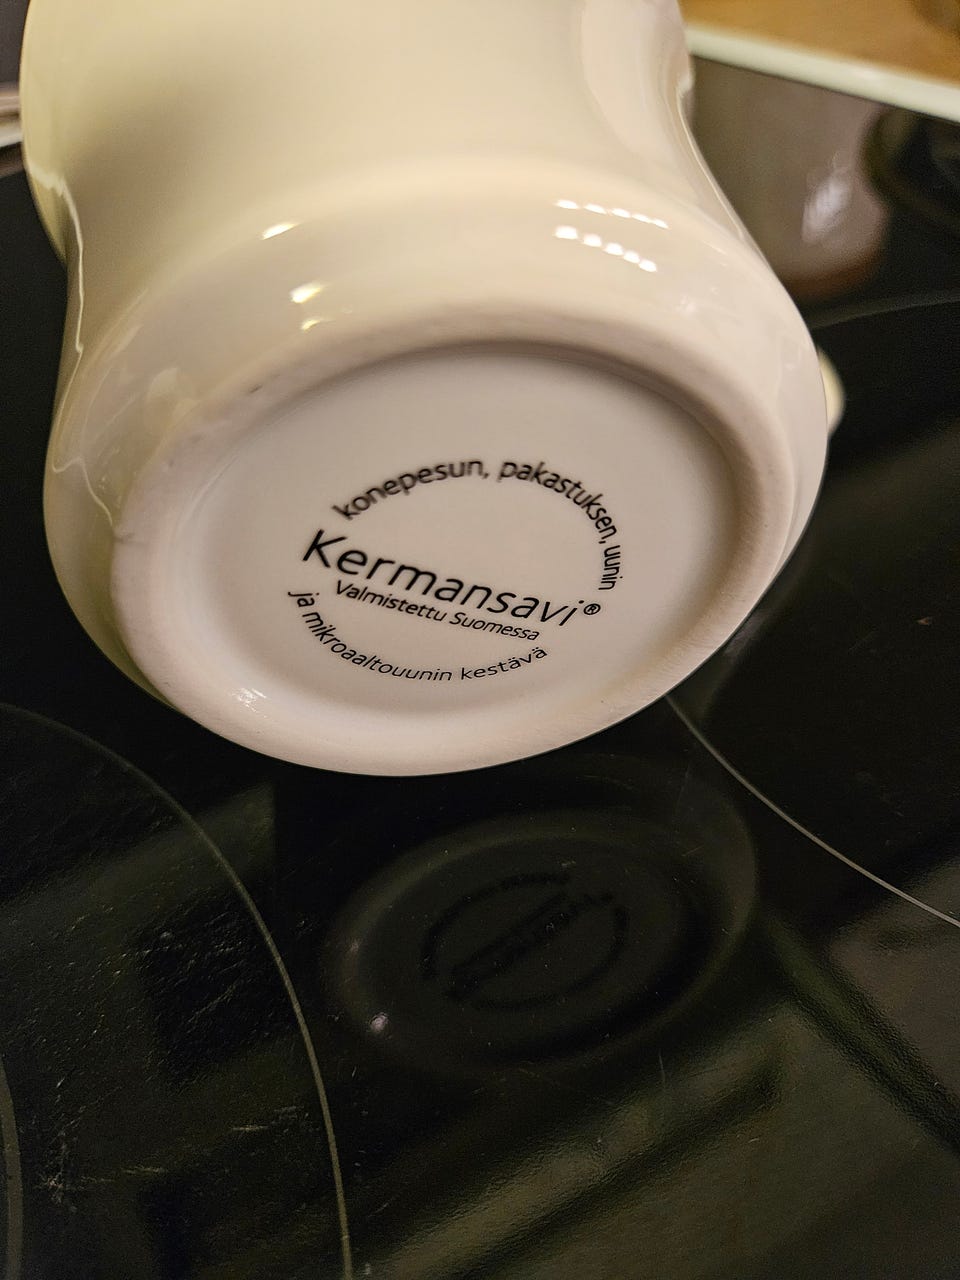 konepesun, pakastuksen, uunin
Kermansavi®
Valmistettu Suomessa
ja mikroaaltouunin kestävä